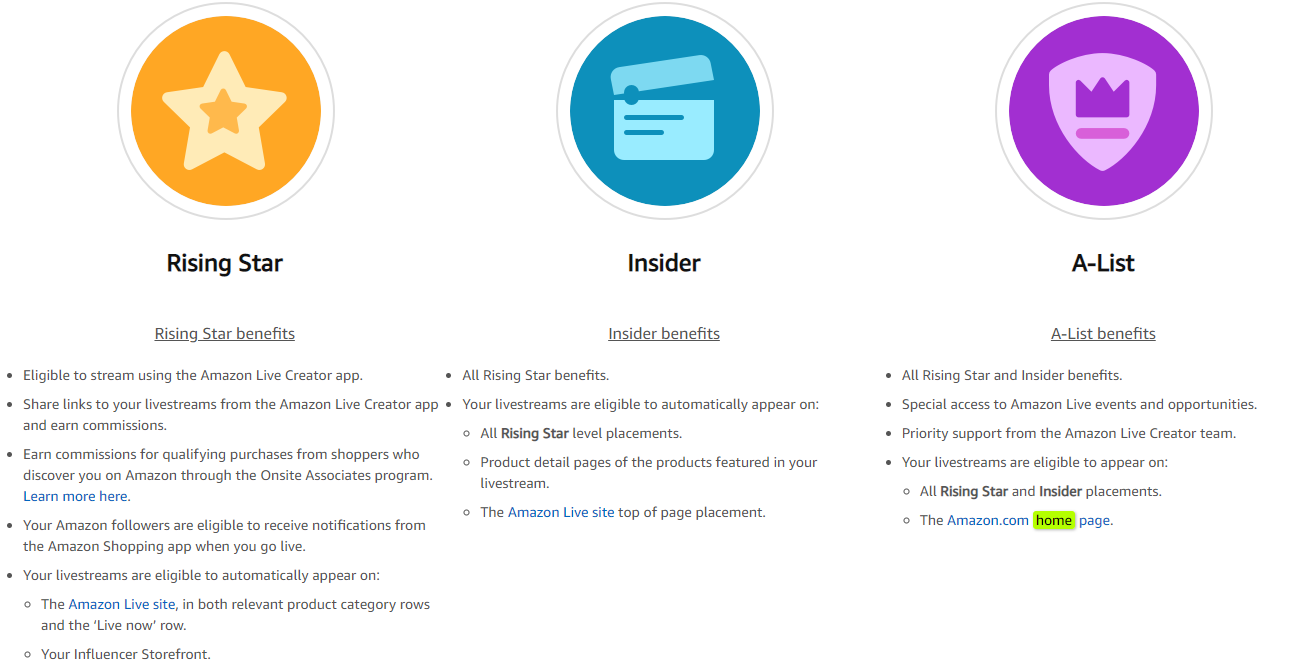 Rising Star
Rising Star benefits
Eligible to stream using the Amazon Live Creator app.
Share links to your livestreams from the Amazon Live Creator app
and earn commissions.
Earn commissions for qualifying purchases from shoppers who
discover you on Amazon through the Onsite Associates program.
Learn more here.
Your Amazon followers are eligible to receive notifications from
the Amazon Shopping app when you go live.
Your livestreams are eligible to automatically appear on:
The Amazon Live site, in both relevant product category rows
and the ‘Live now’ row.
Your Influencer Storefront.
Insider
Insider benefits
All Rising Star benefits.
Your livestreams are eligible to automatically appear on:
All Rising Star level placements.
Product detail pages of the products featured in your
livestream.
The Amazon Live site top of page placement.
A-List
A-List benefits
All Rising Star and Insider benefits.
Special access to Amazon Live events and opportunities.
Priority support from the Amazon Live Creator team.
Your livestreams are eligible to appear on:
All Rising Star and Insider placements.
The Amazon.com home page.